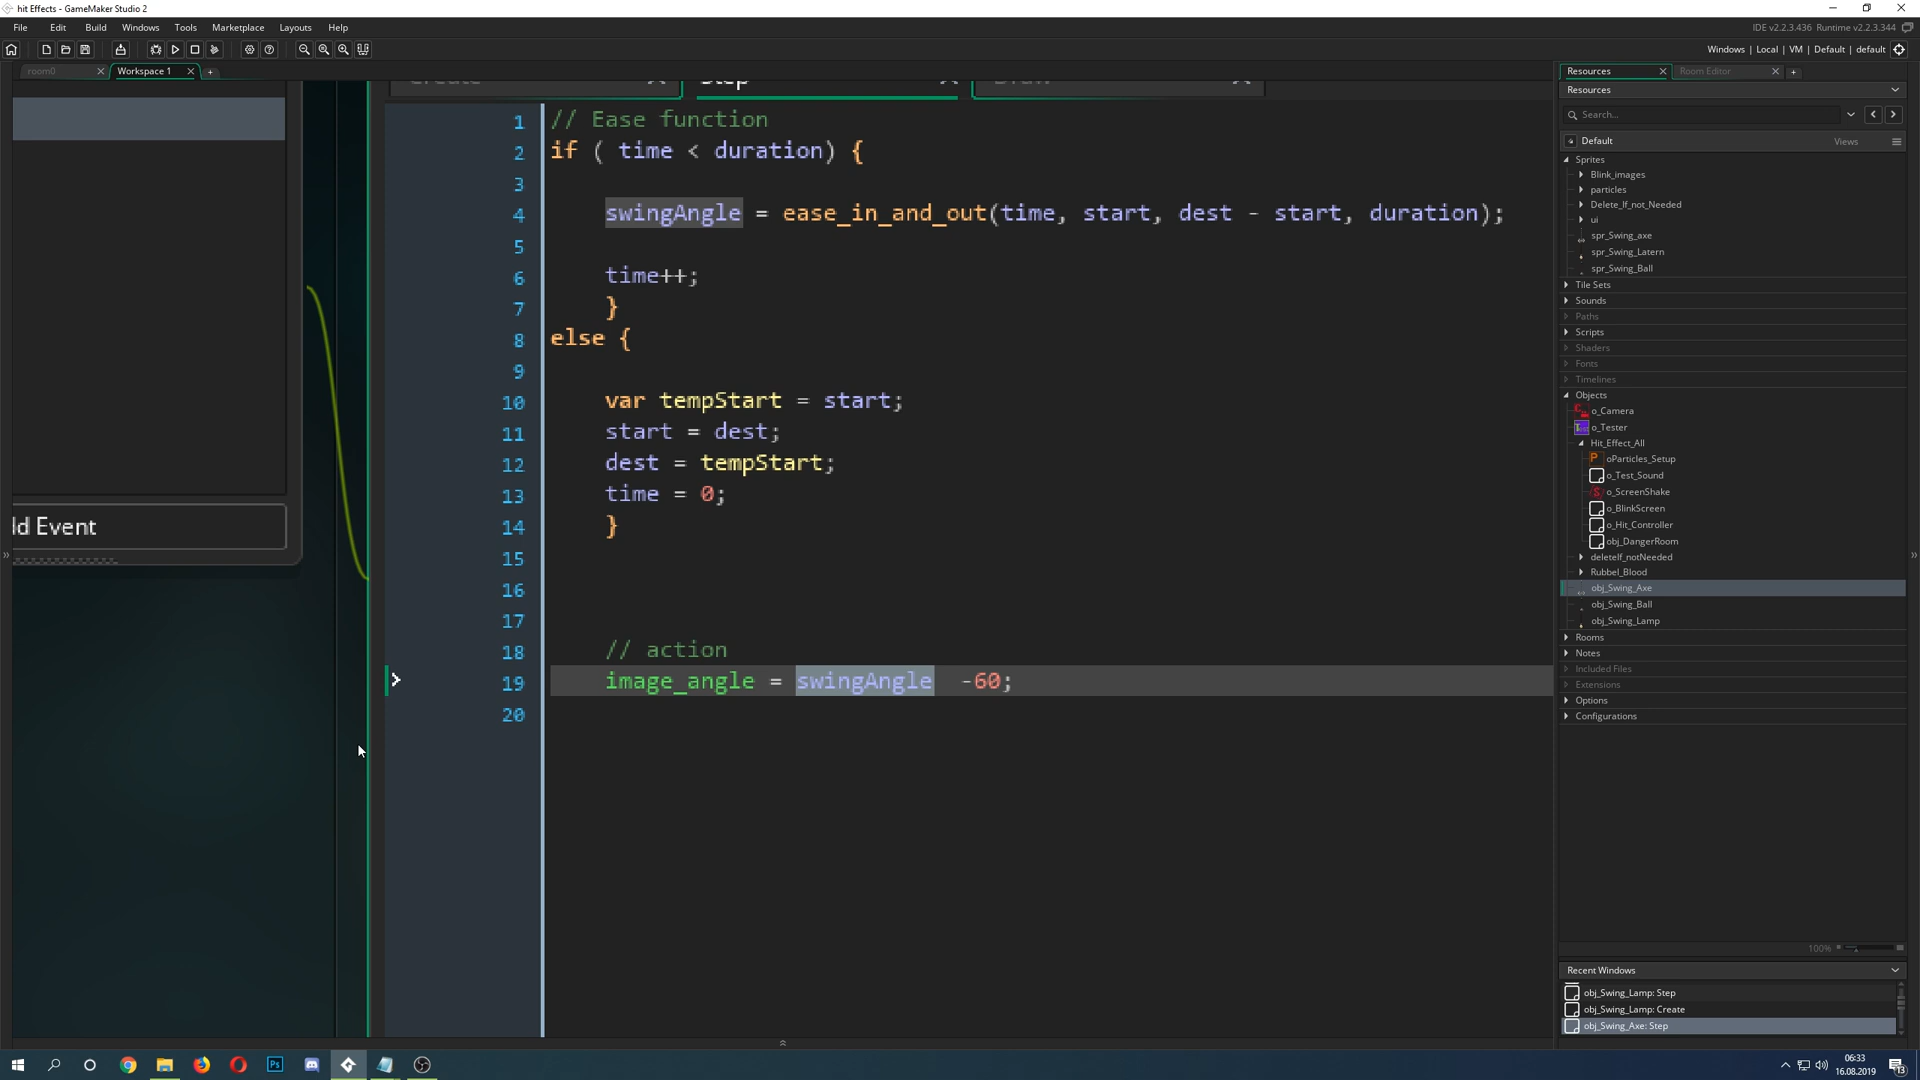 hit Effects - GameMaker Studio 2
File Edit Build Windows Tools Marketplace Layouts Help
IDE v2.2.3.436 Runtime v2.2.3.344
Windows | Local | VM | Default | default
room0
Workspace 1
Create
Step
Draw
Resources
Room Editor
Resources
Search...
Default
Views
Sprites
Blink_images
particles
Delete_If_not_Needed
ui
spr_Swing_axe
spr_Swing_Latern
spr_Swing_Ball
Tile Sets
Sounds
Paths
Scripts
Shaders
Fonts
Timelines
Objects
o_Camera
o_Tester
Hit_Effect_All
oParticles_Setup
o_Test_Sound
o_ScreenShake
o_BlinkScreen
o_Hit_Controller
obj_DangerRoom
deleteIf_notNeeded
Rubbel_Blood
obj_Swing_Axe
obj_Swing_Ball
obj_Swing_Lamp
Rooms
Notes
Included Files
Extensions
Options
Configurations
100%
Recent Windows
obj_Swing_Lamp: Step
obj_Swing_Lamp: Create
obj_Swing_Axe: Step
dd Event
1 // Ease function
2 if ( time < duration) {
3
4 swingAngle = ease_in_and_out(time, start, dest - start, duration);
5
6 time++;
7 }
8 else {
9
10 var tempStart = start;
11 start = dest;
12 dest = tempStart;
13 time = 0;
14 }
15
16
17
18 // action
19 image_angle = swingAngle -60;
20
06:33
16.08.2019
13